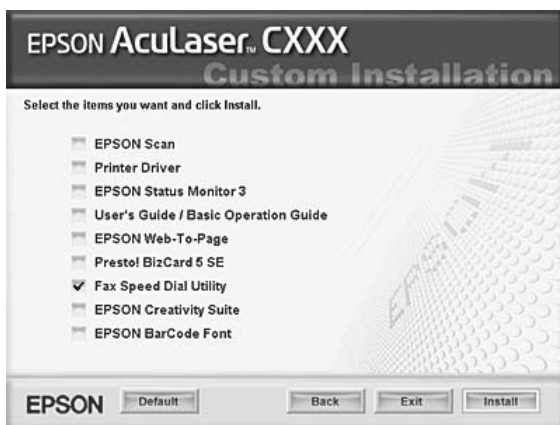 EPSON AcuLaser™ CXXX
Custom Installation
Select the items you want and click Install.
EPSON Scan
Printer Driver
EPSON Status Monitor 3
User's Guide / Basic Operation Guide
EPSON Web-To-Page
Presto! BizCard 5 SE
Fax Speed Dial Utility
EPSON Creativity Suite
EPSON BarCode Font
EPSON
EPSON Default Back Exit Install